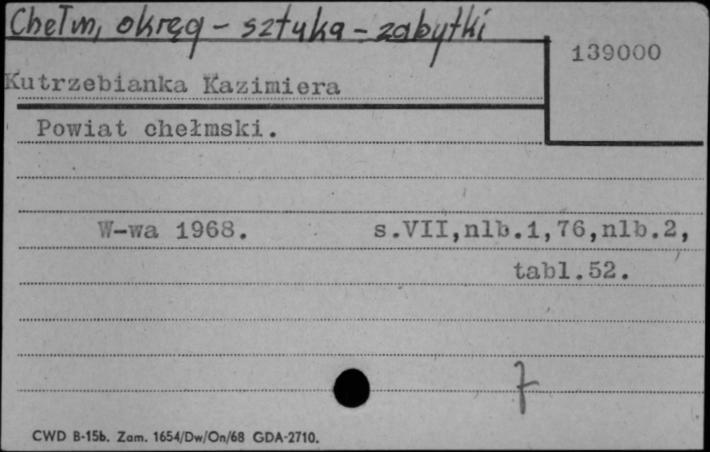 Chełm, okręg - sztuka - zabytki
139000
Kutrzebianka Kazimiera
Powiat chełmski.
W-wa 1968. s.VII,nlb.1,76,nlb.2,
tabl.52.
7
CWD B-15b. Zam. 1654/Dw/On/68 GDA-2710.